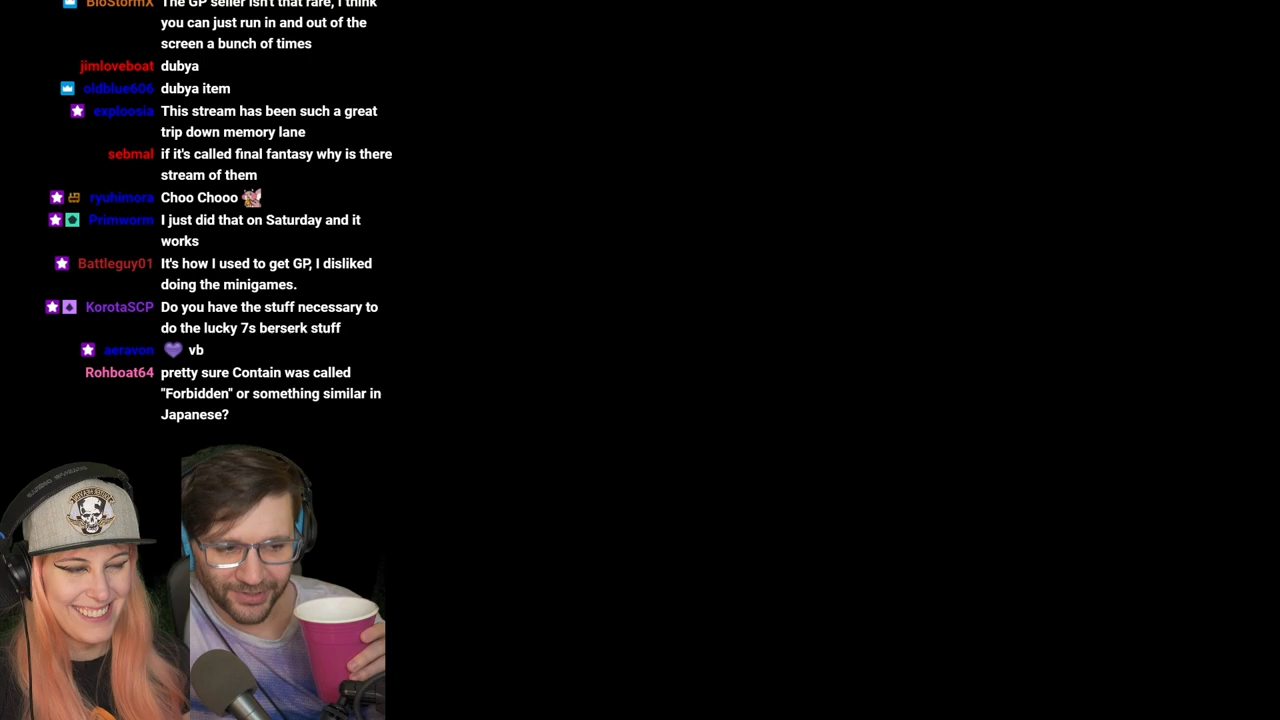 BioStormX The GP seller isn't that rare, I think
you can just run in and out of the
screen a bunch of times
jimloveboat dubya
oldblue606 dubya item
exploosia This stream has been such a great
trip down memory lane
sebmal if it's called final fantasy why is there
stream of them
ryuhimora Choo Chooo
Primworm I just did that on Saturday and it
works
Battleguy01 It's how I used to get GP, I disliked
doing the minigames.
KorotaSCP Do you have the stuff necessary to
do the lucky 7s berserk stuff
aeravon vb
Rohboat64 pretty sure Contain was called
"Forbidden" or something similar in
Japanese?